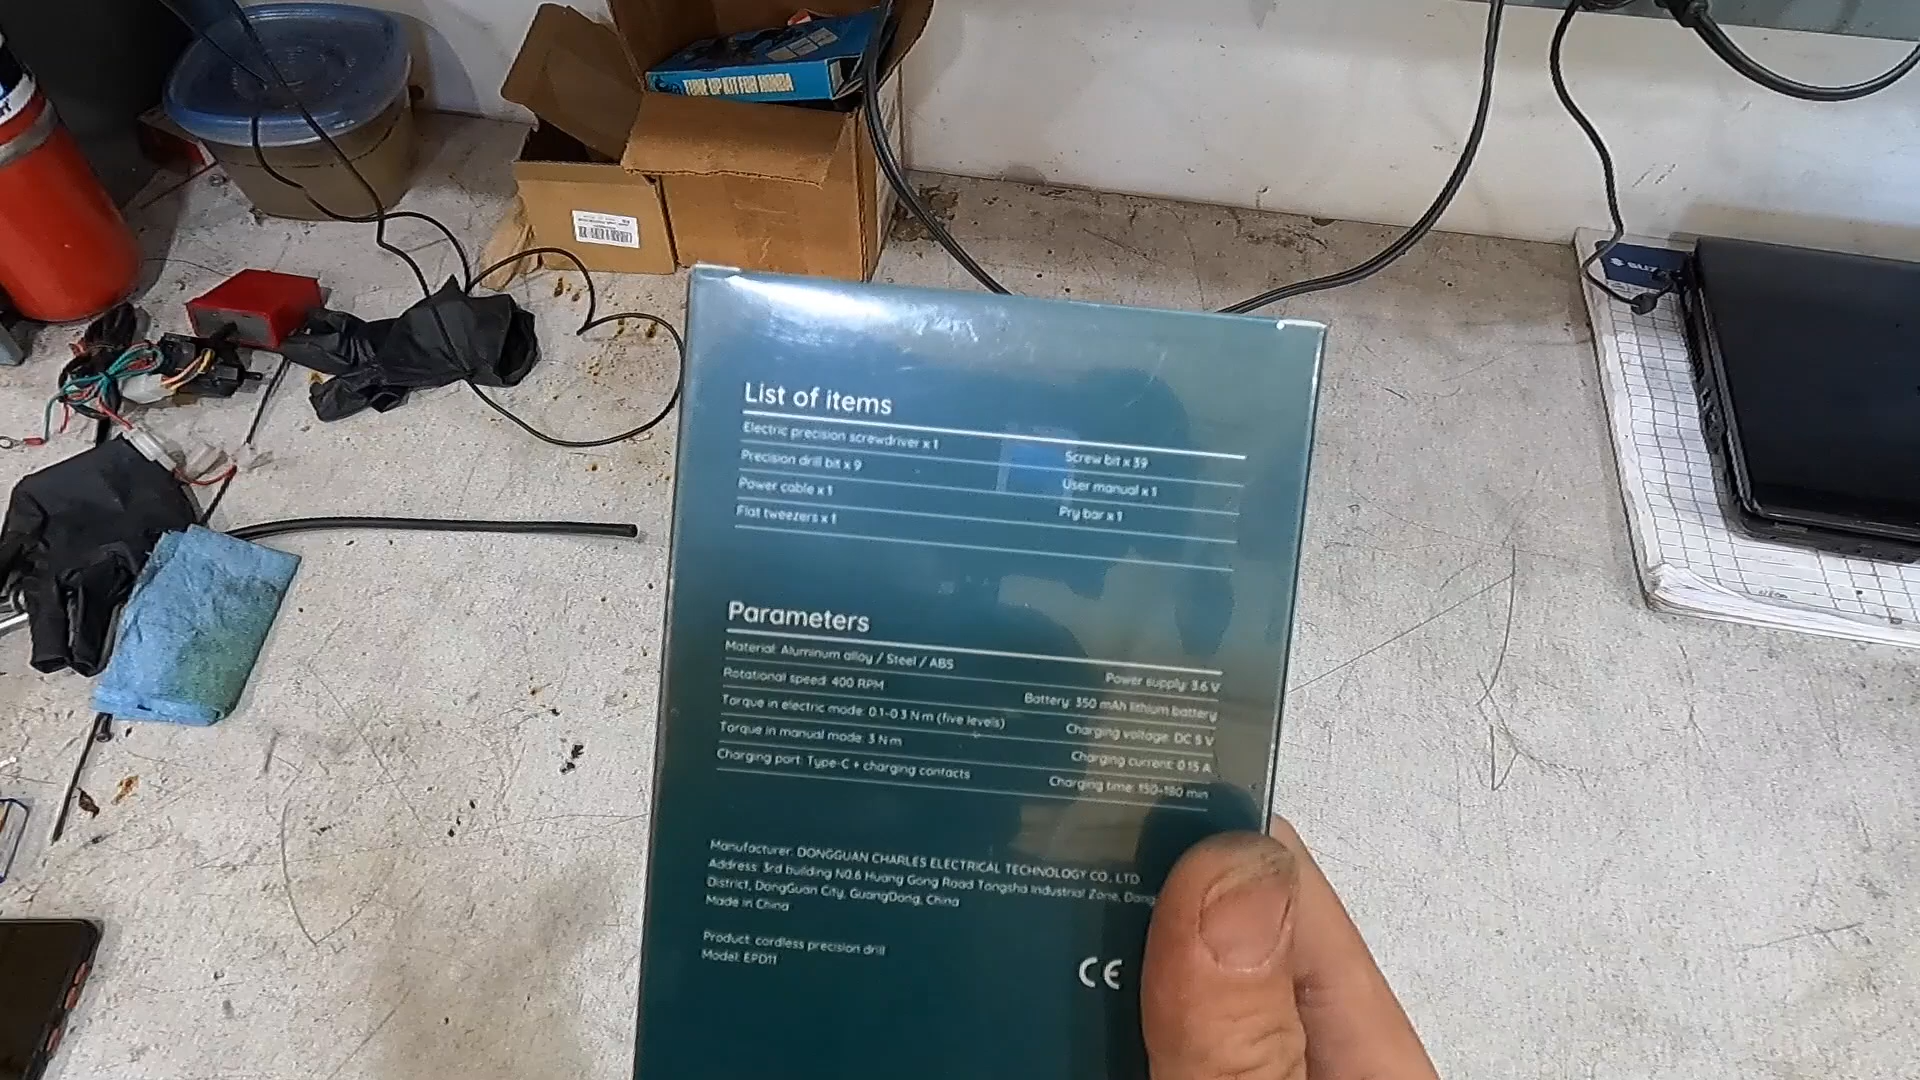 TUNE UP KIT FOR HONDA
List of items
Electric precision screwdriver x 1
Screw bit x 39
Precision drill bit x 9
User manual x 1
Power cable x 1
Pry bar x 1
Flat tweezers x 1
Parameters
Material: Aluminum alloy / Steel / ABS
Power supply: 3.6 V
Rotational speed: 400 RPM
Battery: 350 mAh lithium battery
Torque in electric mode: 0.1-0.3 N·m (five levels)
Charging voltage: DC 5 V
Torque in manual mode: 3 N·m
Charging current: 0.15 A
Charging port: Type-C + charging contacts
Charging time: 150-180 min
Manufacturer: DONGGUAN CHARLES ELECTRICAL TECHNOLOGY CO., LTD.
Address: 3rd building NO.6 Huang Gong Road Tangsha Industrial Zone, Dong
District, DongGuan City, GuangDong, China
Made in China
Product: cordless precision drill
Model: EPD11
CE